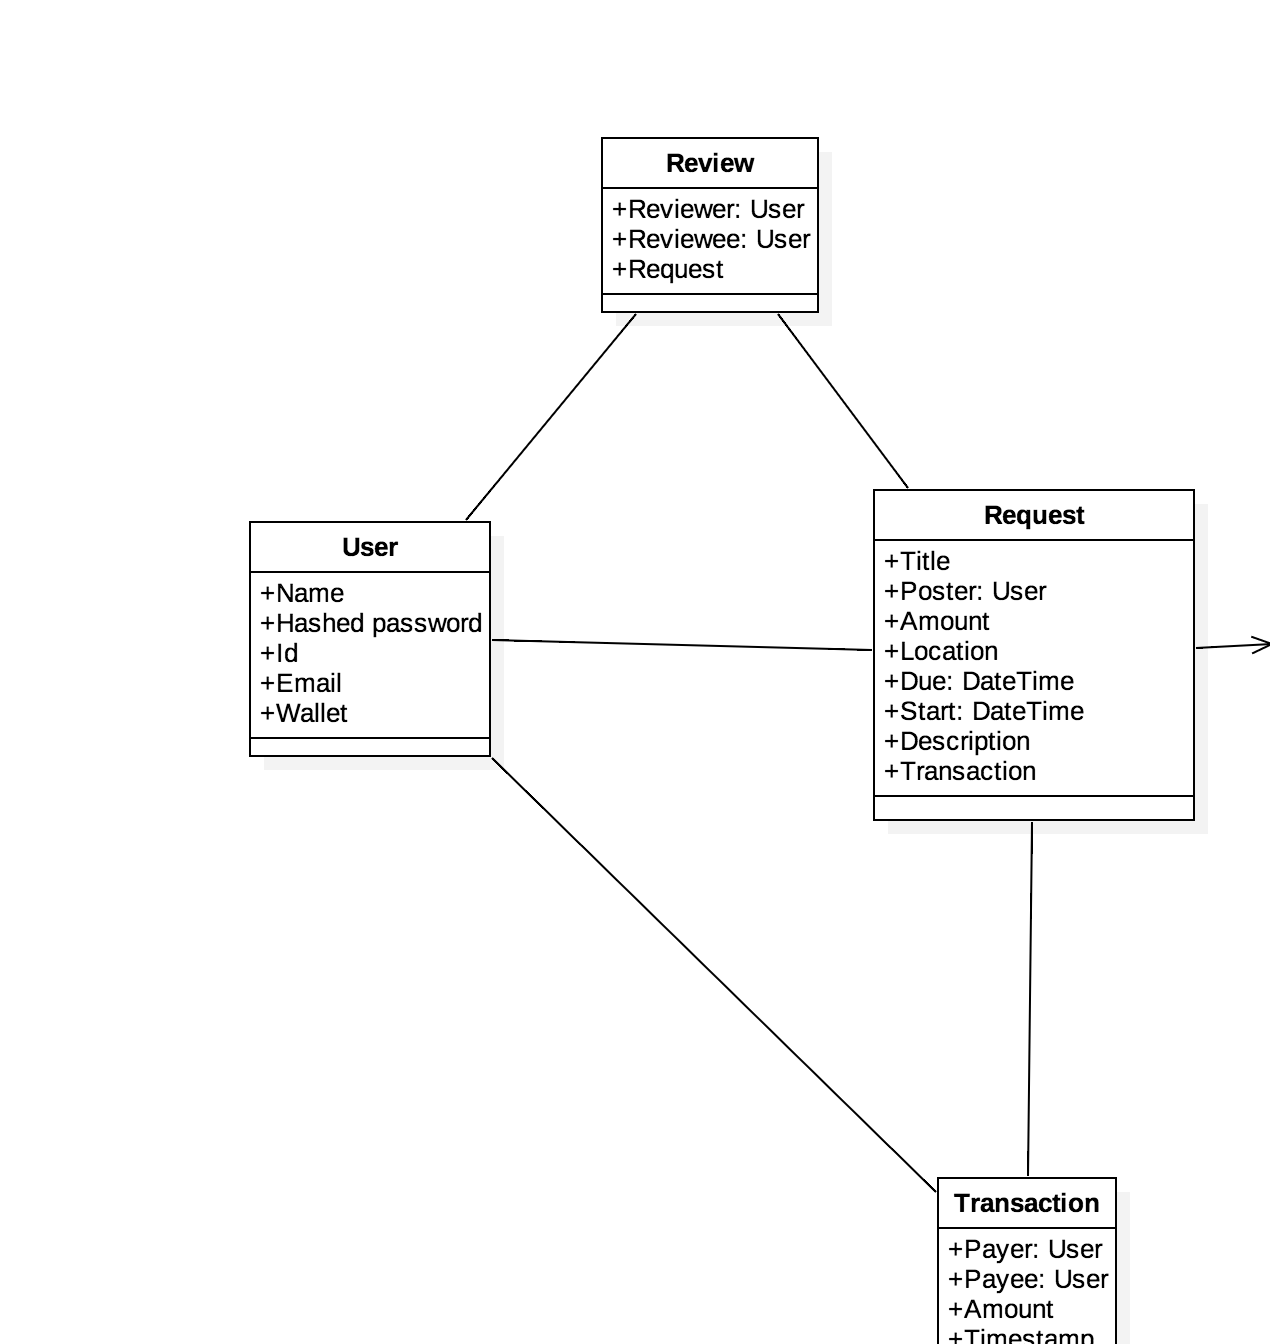 Review
+Reviewer: User
+Reviewee: User
+Request
User
+Name
+Hashed password
+Id
+Email
+Wallet
Request
+Title
+Poster: User
+Amount
+Location
+Due: DateTime
+Start: DateTime
+Description
+Transaction
Transaction
+Payer: User
+Payee: User
+Amount
+Timestamp